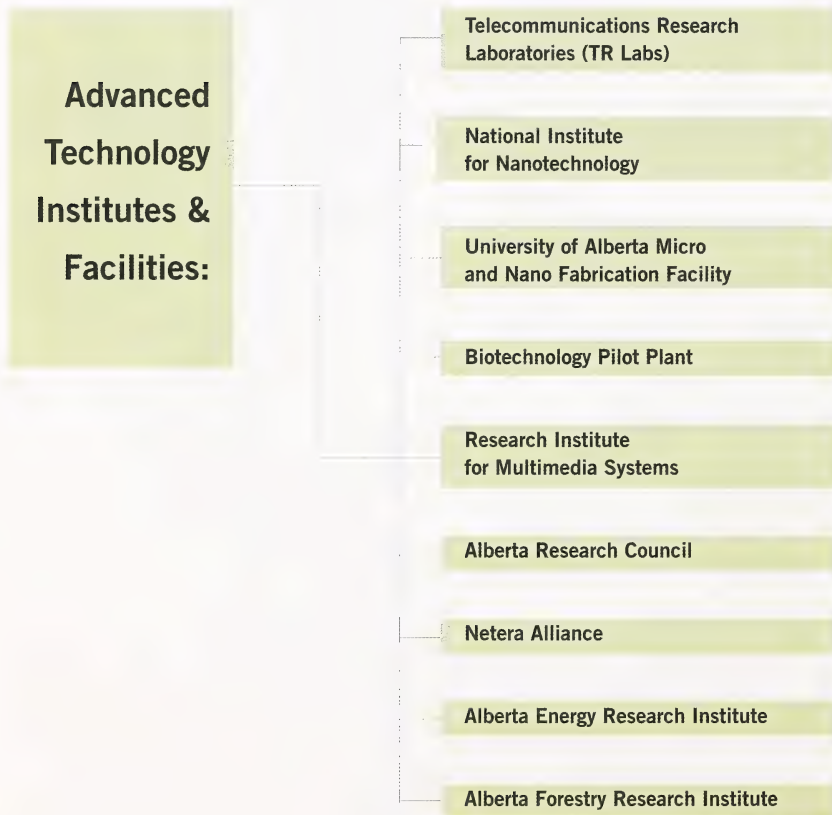 Advanced
Technology
Institutes &
Facilities:
Telecommunications Research
Laboratories (TR Labs)
National Institute
for Nanotechnology
University of Alberta Micro
and Nano Fabrication Facility
Biotechnology Pilot Plant
Research Institute
for Multimedia Systems
Alberta Research Council
Netera Alliance
Alberta Energy Research Institute
Alberta Forestry Research Institute